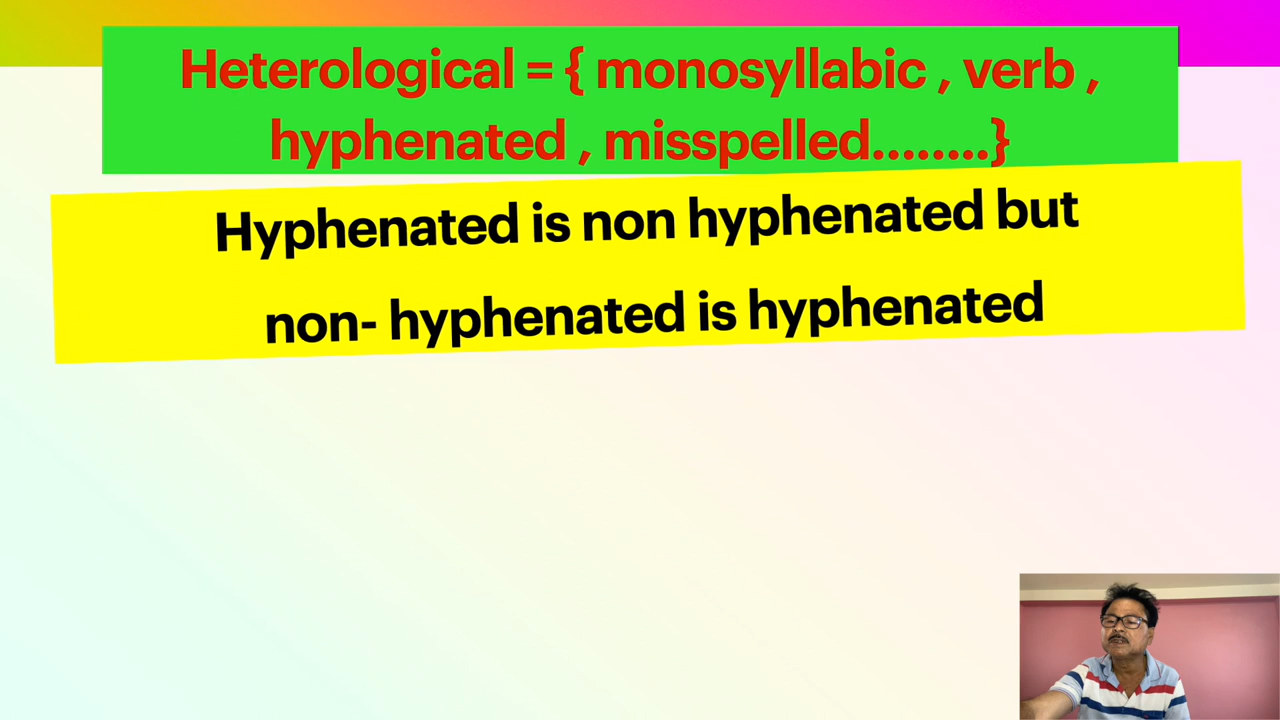 Heterological = { monosyllabic , verb ,
hyphenated , misspelled........}
Hyphenated is non hyphenated but
non- hyphenated is hyphenated